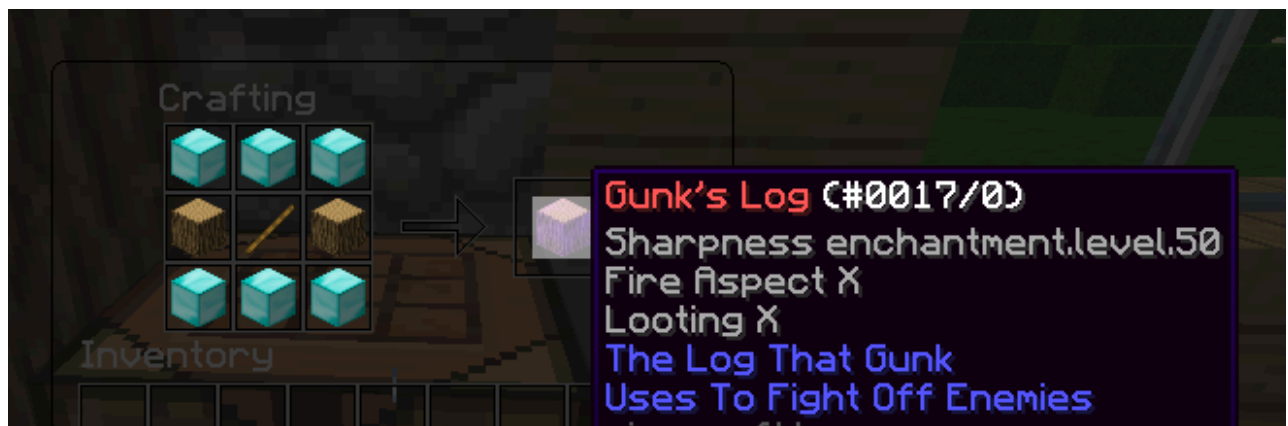 Crafting
Gunk's Log (#0017/0)
Sharpness enchantment.level.50
Fire Aspect X
Looting X
The Log That Gunk
Inventory
Uses To Fight Off Enemies